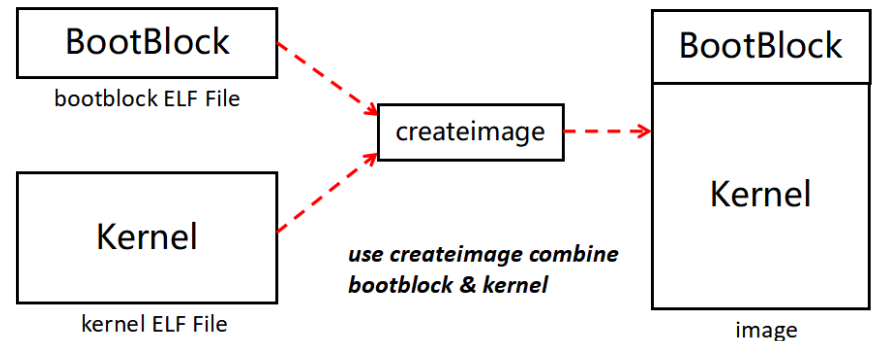 BootBlock
bootblock ELF File
Kernel
kernel ELF File
createimage
use createimage combine
bootblock & kernel
BootBlock
Kernel
image